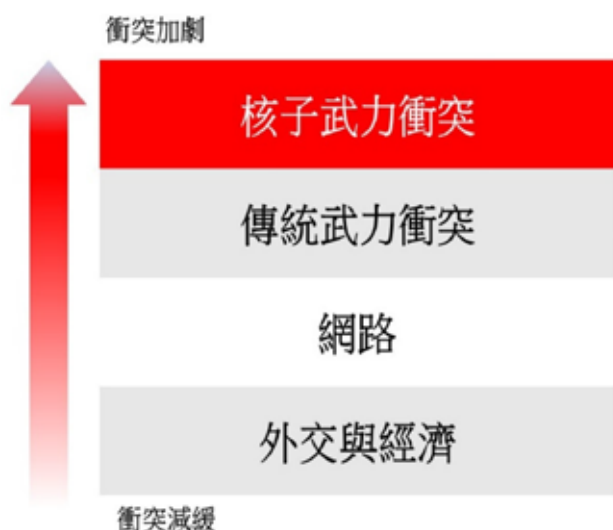 衝突加劇
核子武力衝突
傳統武力衝突
網路
外交與經濟
衝突減緩